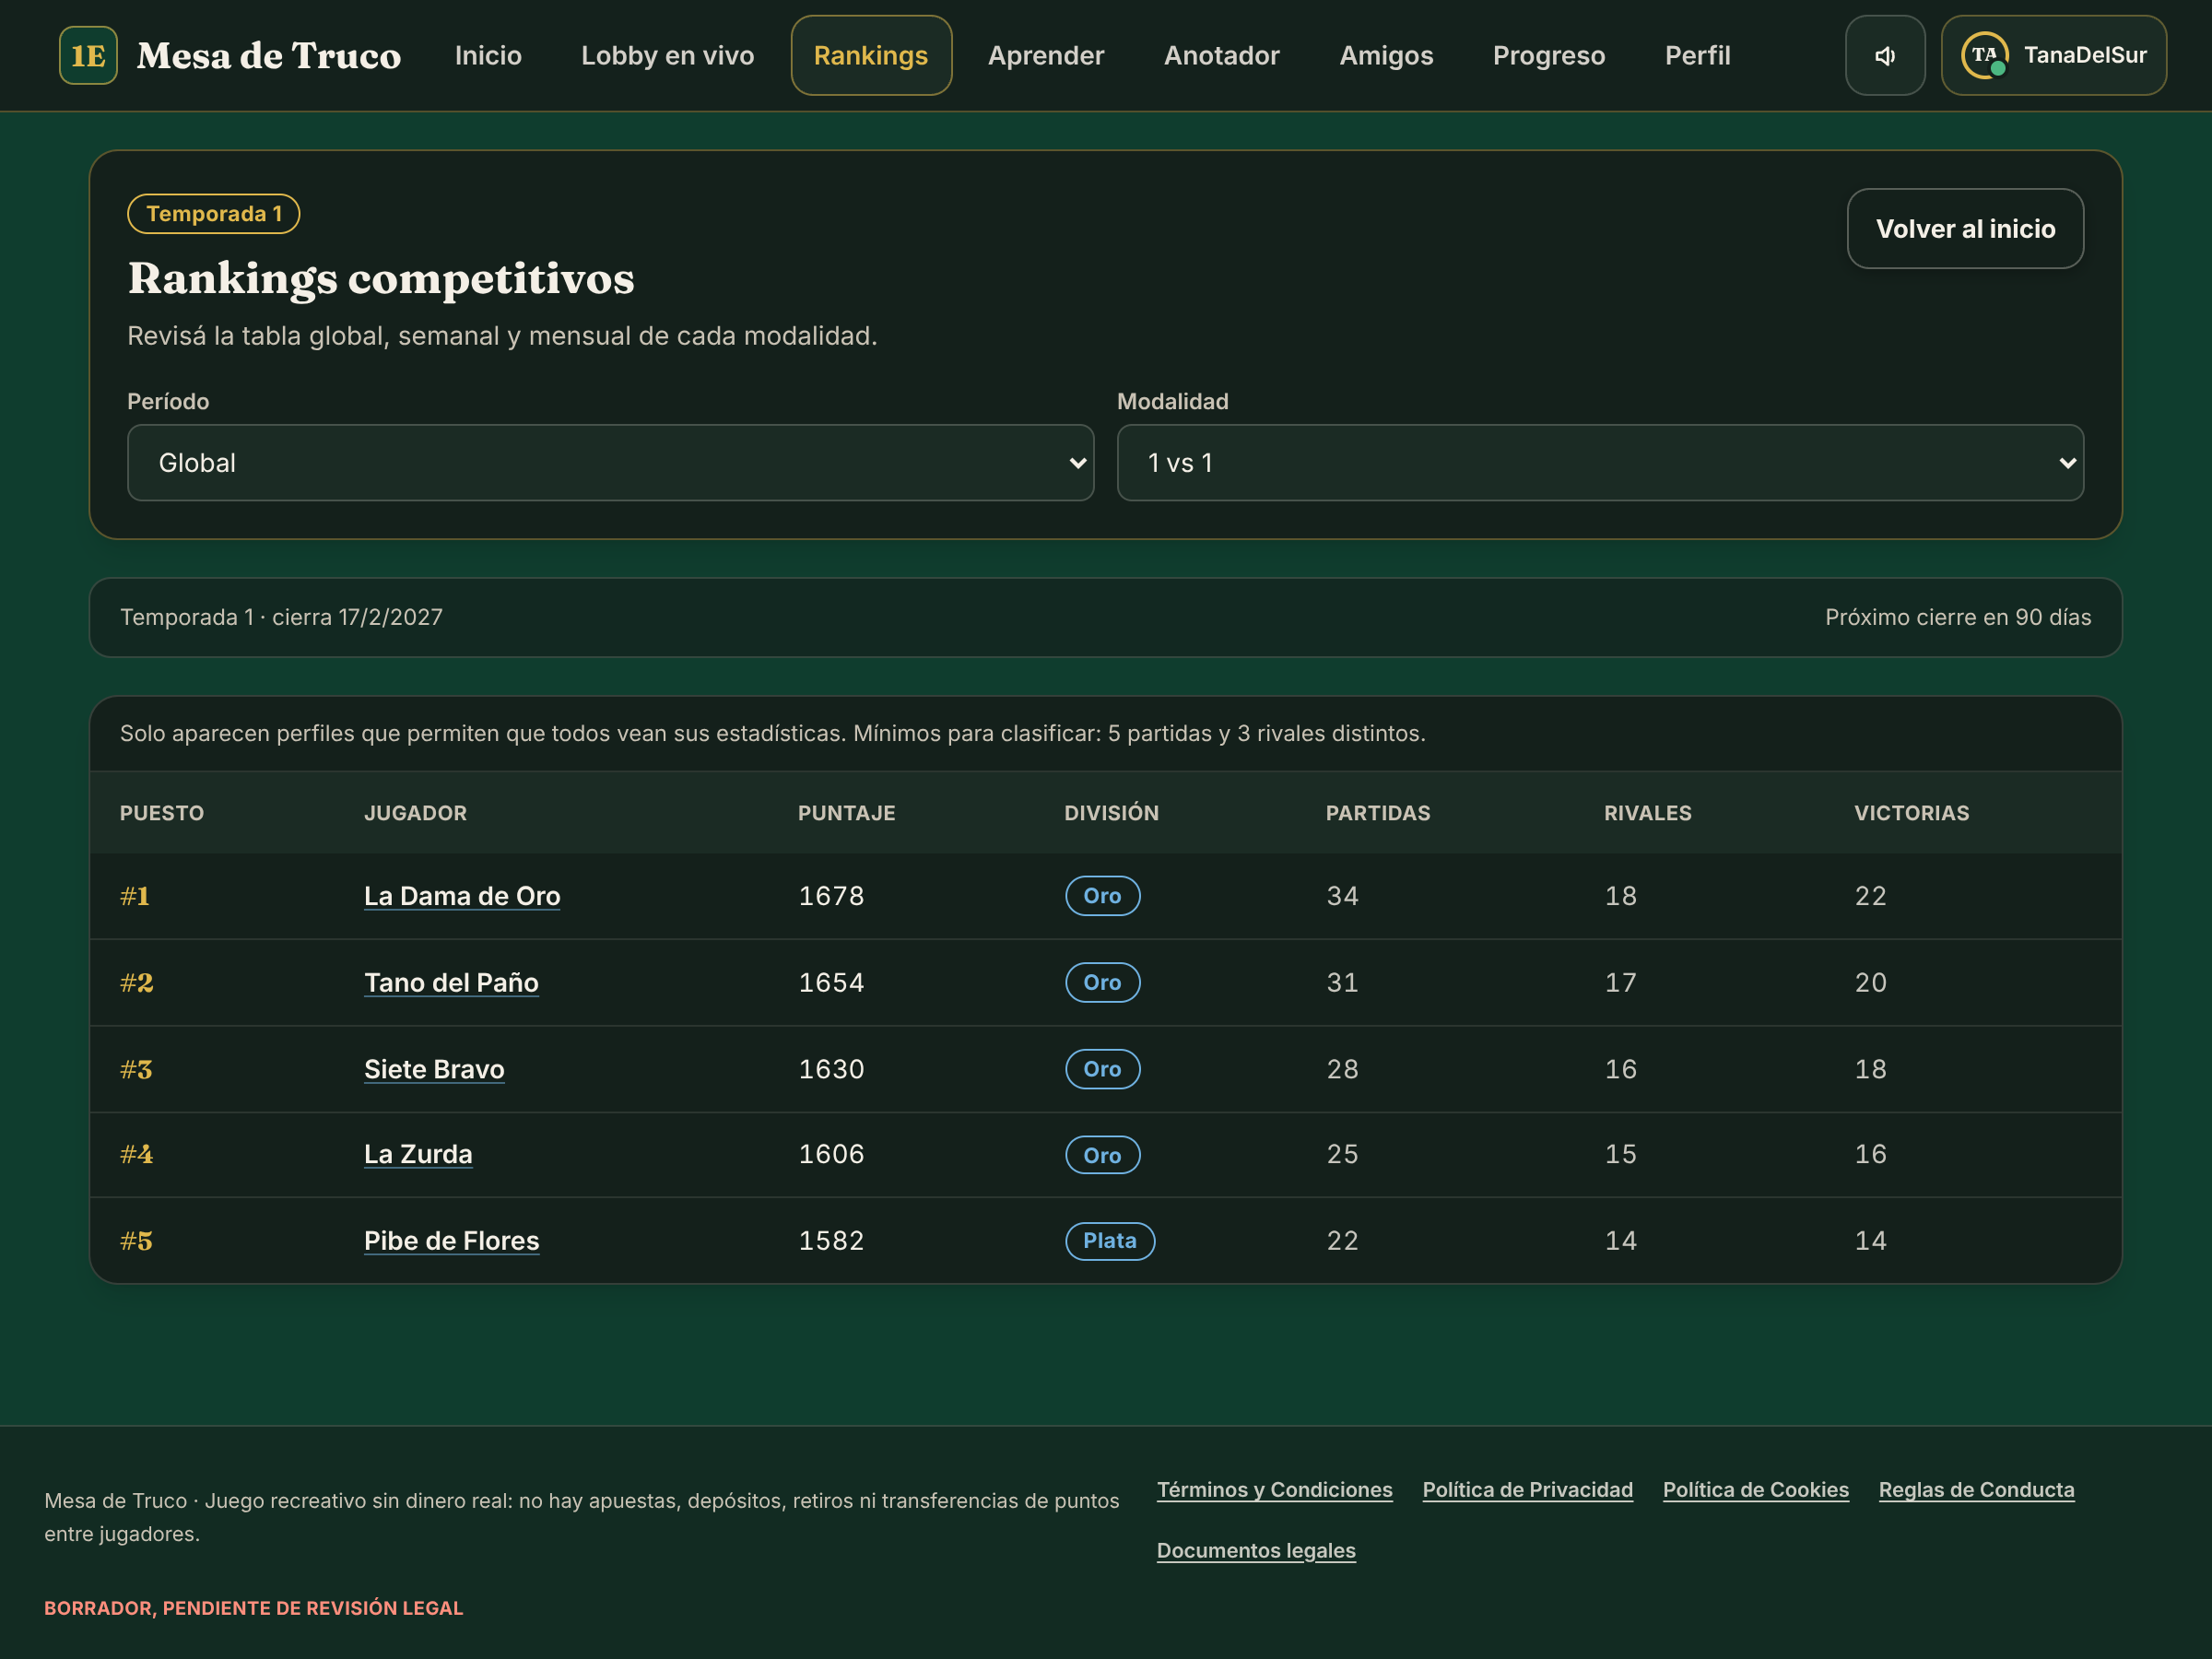 1E Mesa de Truco Inicio Lobby en vivo Rankings Aprender Anotador Amigos Progreso Perfil TA TanaDelSur
Temporada 1
Volver al inicio
Rankings competitivos
Revisá la tabla global, semanal y mensual de cada modalidad.
Período Modalidad
Global 1 vs 1
Temporada 1 · cierra 17/2/2027 Próximo cierre en 90 días
Solo aparecen perfiles que permiten que todos vean sus estadísticas. Mínimos para clasificar: 5 partidas y 3 rivales distintos.
PUESTO JUGADOR PUNTAJE DIVISIÓN PARTIDAS RIVALES VICTORIAS
#1 La Dama de Oro 1678 Oro 34 18 22
#2 Tano del Paño 1654 Oro 31 17 20
#3 Siete Bravo 1630 Oro 28 16 18
#4 La Zurda 1606 Oro 25 15 16
#5 Pibe de Flores 1582 Plata 22 14 14
Mesa de Truco · Juego recreativo sin dinero real: no hay apuestas, depósitos, retiros ni transferencias de puntos
entre jugadores.
BORRADOR, PENDIENTE DE REVISIÓN LEGAL
Términos y Condiciones Política de Privacidad Política de Cookies Reglas de Conducta
Documentos legales